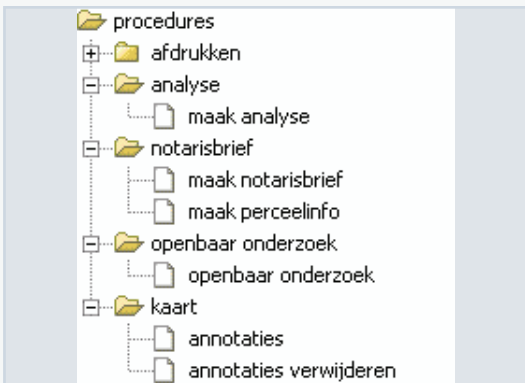 procedures
afdrukken
analyse
maak analyse
notarisbrief
maak notarisbrief
maak perceelinfo
openbaar onderzoek
openbaar onderzoek
kaart
annotaties
annotaties verwijderen